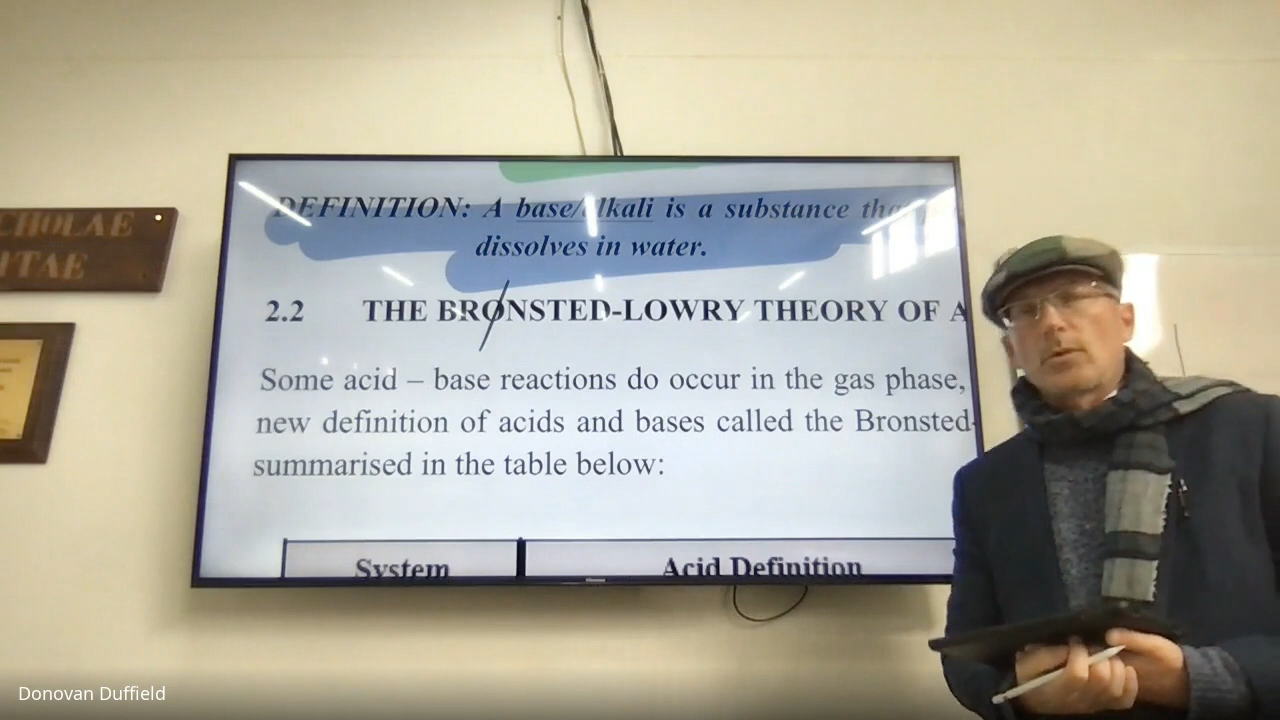 CHOLAE
ITAE
DEFINITION: A base/alkali is a substance
dissolves in water.
2.2 THE BRONSTED-LOWRY THEORY OF A
Some acid – base reactions do occur in the gas phase,
new definition of acids and bases called the Bronsted-
summarised in the table below:
System Acid Definition
Donovan Duffield